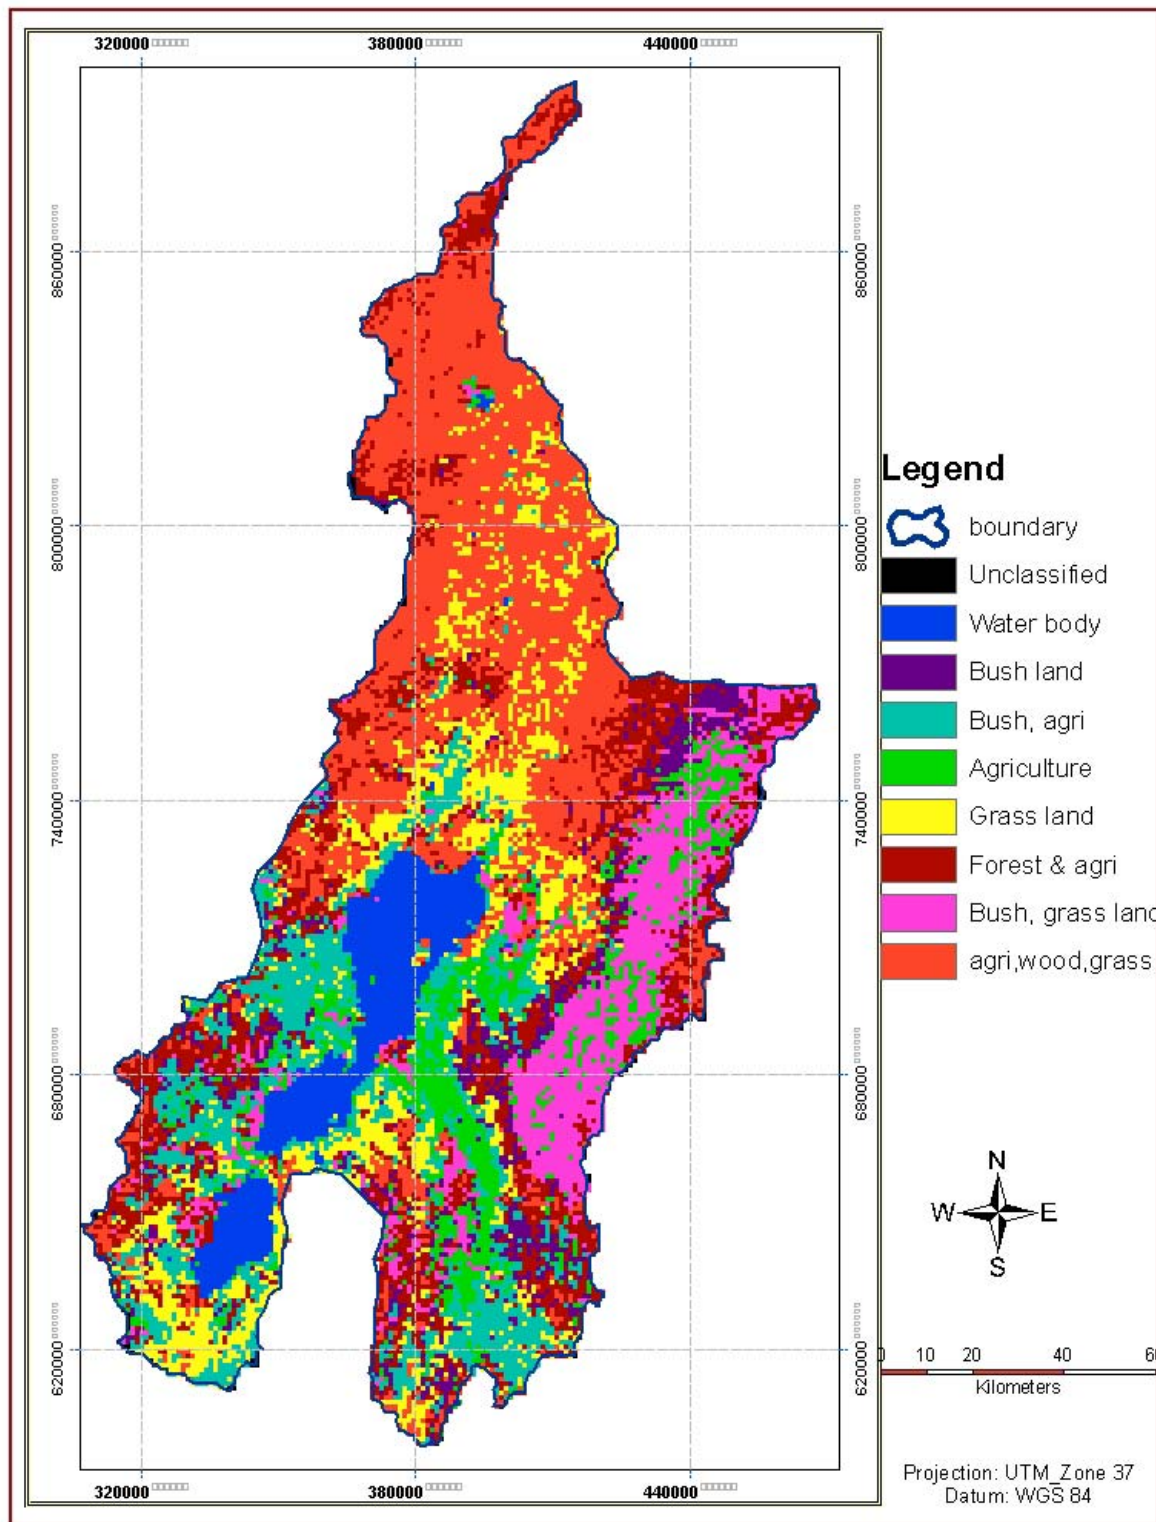 320000 380000 440000
860000 860000
800000 800000
740000 740000
680000 680000
620000 620000
320000 380000 440000
Legend
boundary
Unclassified
Water body
Bush land
Bush, agri
Agriculture
Grass land
Forest & agri
Bush, grass land
agri,wood,grass
N
W E
S
0 10 20 40 60
Kilometers
Projection: UTM_Zone 37
Datum: WGS 84